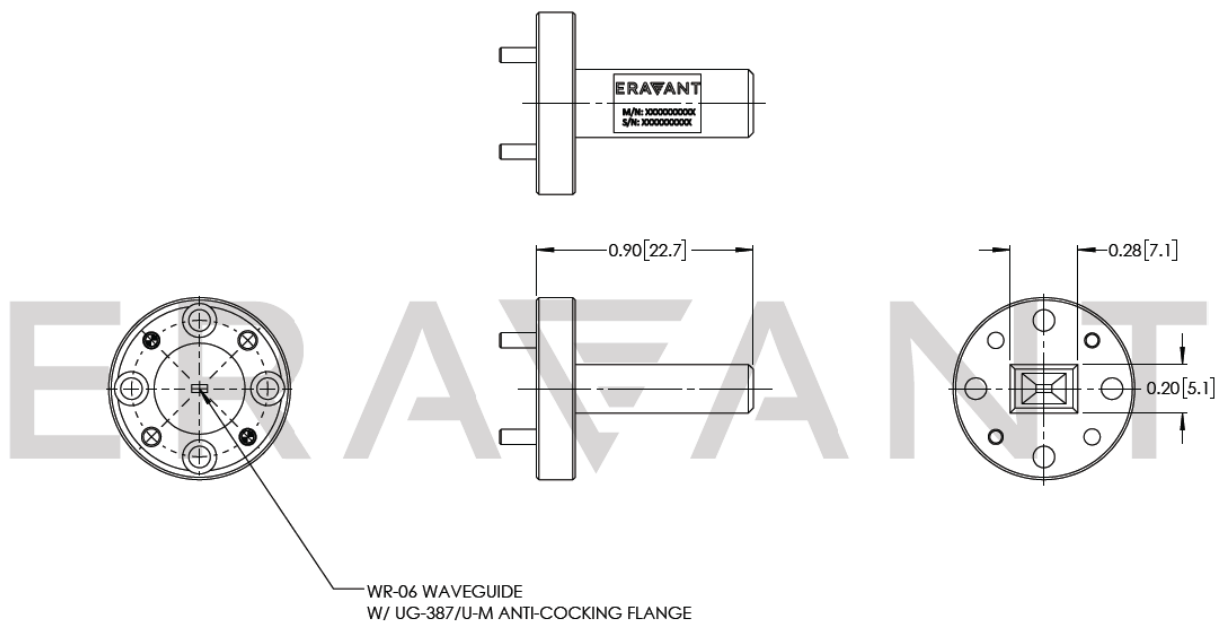 ERAVANT
M/N: XXXXXXXXXX
S/N: XXXXXXXXXX
0.90[22.7]
0.28[7.1]
ERAVANT
0.20[5.1]
WR-06 WAVEGUIDE
W/ UG-387/U-M ANTI-COCKING FLANGE